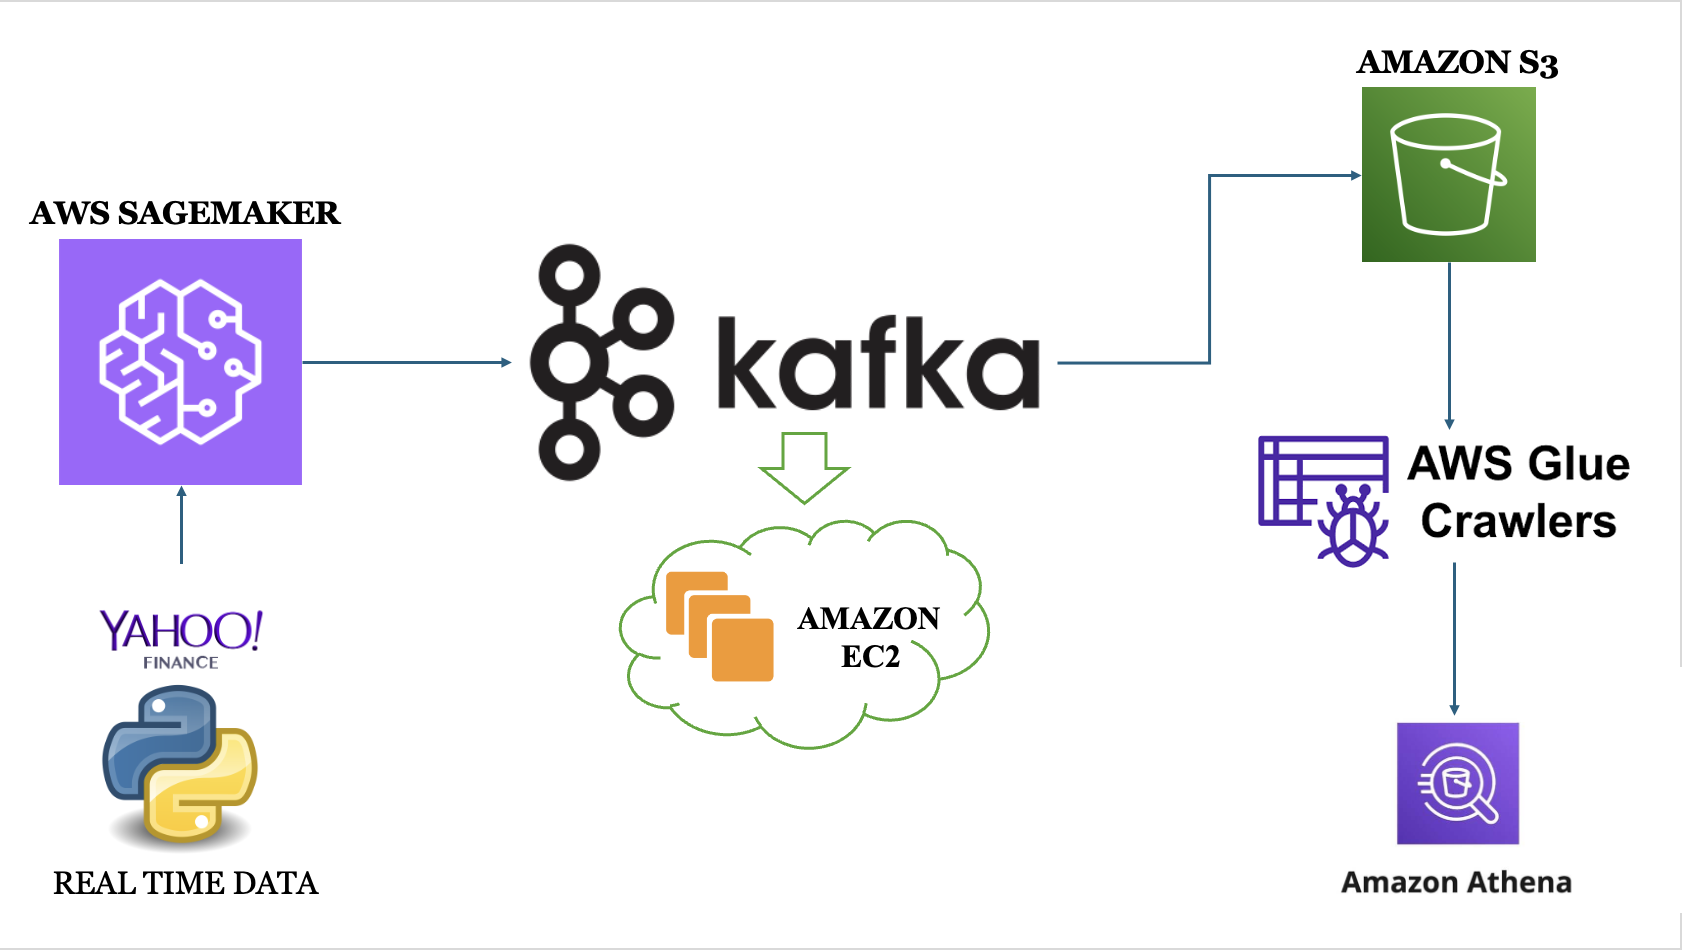 AMAZON S3
AWS SAGEMAKER
kafka
AWS Glue
Crawlers
AMAZON
EC2
YAHOO!
FINANCE
REAL TIME DATA
Amazon Athena